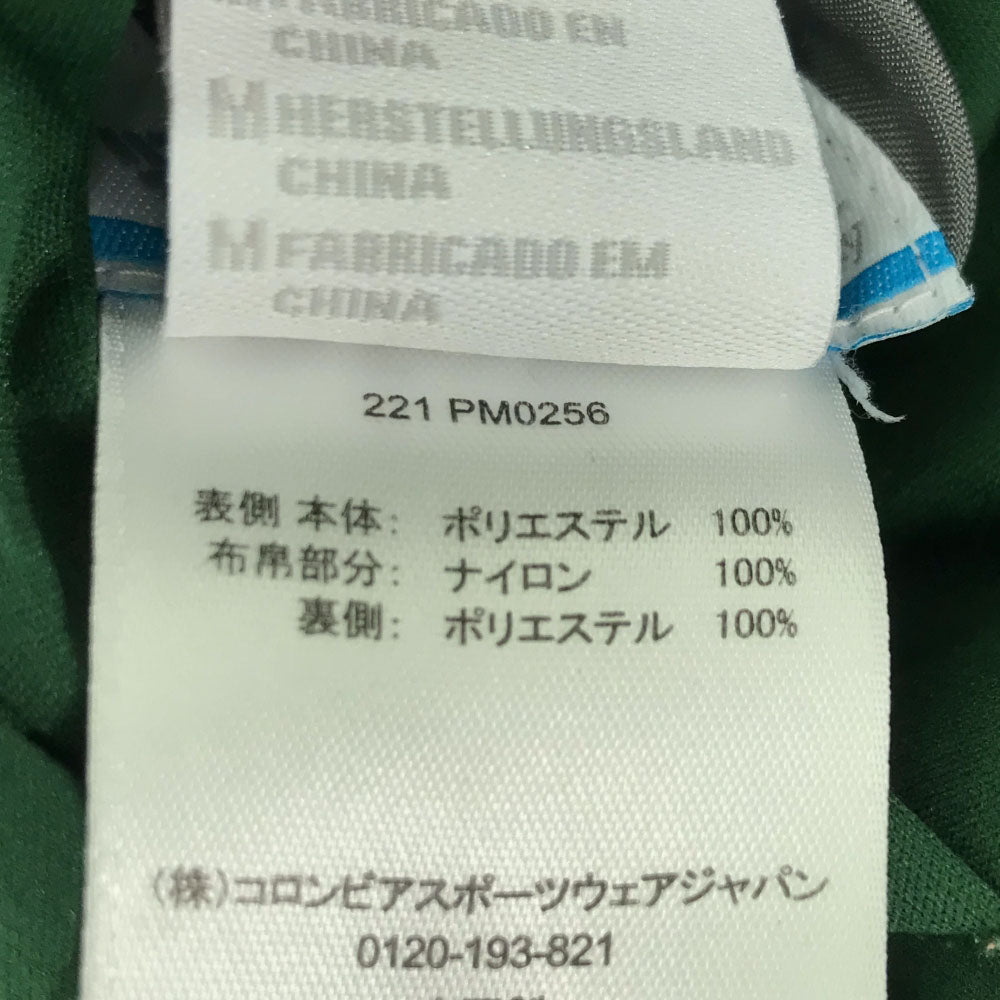 FABRICADO EN
CHINA
HERSTELLUNGSLAND
CHINA
FABRICADO EM
CHINA
221 PM0256
表側 本体: ポリエステル 100%
布帛部分: ナイロン 100%
裏側: ポリエステル 100%
(株)コロンビアスポーツウェアジャパン
0120-193-821